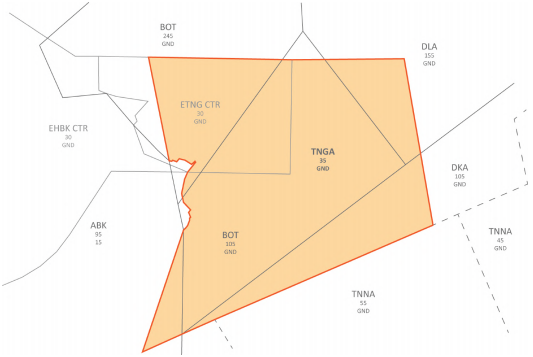 BOT
245
GND
DLA
155
GND
ETNG CTR
30
GND
EHBK CTR
30
GND
TNGA
35
GND
DKA
105
GND
ABK
95
15
BOT
105
GND
TNNA
45
GND
TNNA
55
GND